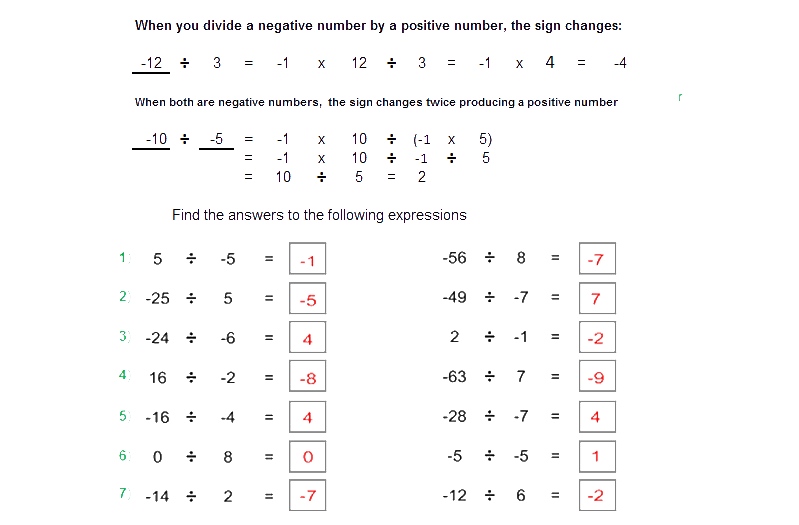 When you divide a negative number by a positive number, the sign changes:
-12 ÷ 3 = -1 x 12 ÷ 3 = -1 x 4 = -4
When both are negative numbers, the sign changes twice producing a positive number
r
-10 ÷ -5 = -1 x 10 ÷ (-1 x 5)
= -1 x 10 ÷ -1 ÷ 5
= 10 ÷ 5 = 2
Find the answers to the following expressions
1 5 ÷ -5 = -1 -56 ÷ 8 = -7
2 -25 ÷ 5 = -5 -49 ÷ -7 = 7
3 -24 ÷ -6 = 4 2 ÷ -1 = -2
4 16 ÷ -2 = -8 -63 ÷ 7 = -9
5 -16 ÷ -4 = 4 -28 ÷ -7 = 4
6 0 ÷ 8 = 0 -5 ÷ -5 = 1
7 -14 ÷ 2 = -7 -12 ÷ 6 = -2